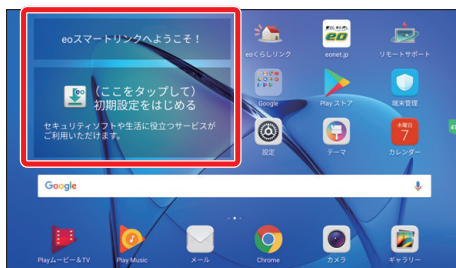 eoスマートリンクへようこそ！
eo
（ここをタップして）
初期設定をはじめる
セキュリティソフトや生活に役立つサービスが
ご利用いただけます。
eoくらしリンク
eonet.jp
リモートサポート
Google
Play ストア
端末管理
水曜日
7
設定
テーマ
カレンダー
Google
Playムービー&TV
Play Music
メール
Chrome
カメラ
ギャラリー